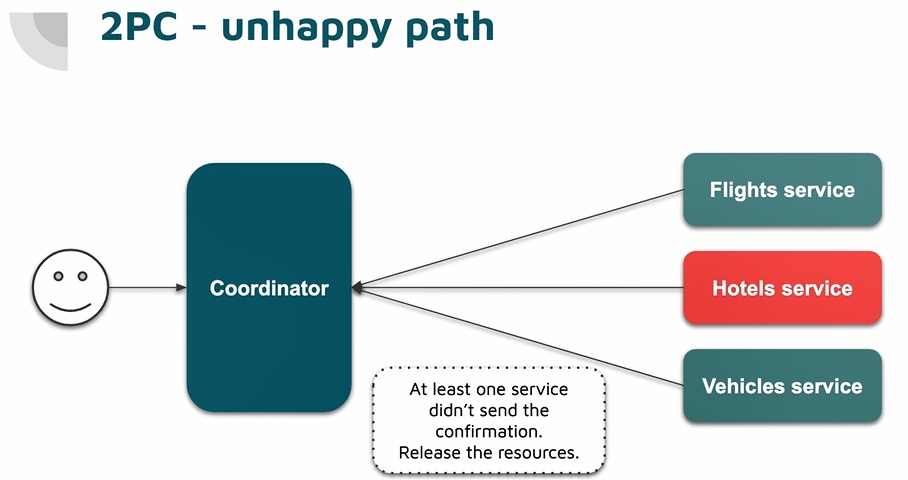 2PC - unhappy path
Flights service
Coordinator
Hotels service
Vehicles service
At least one service
didn't send the
confirmation.
Release the resources.